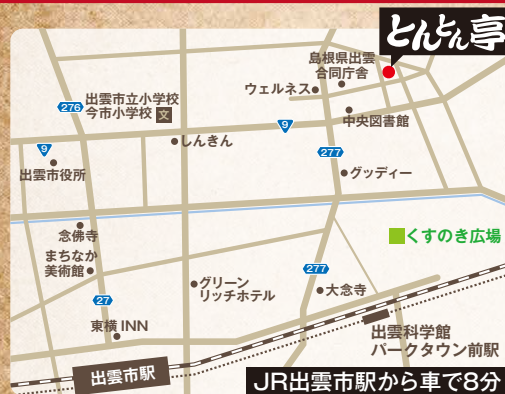 とんとん亭
島根県出雲
合同庁舎
ウェルネス
276
出雲市立小学校
今市小学校
文
中央図書館
9
しんきん
9
277
出雲市役所
グッディー
念佛寺
くすのき広場
まちなか
美術館
277
グリーン
リッチホテル
大念寺
27
東横INN
出雲科学館
パークタウン前駅
出雲市駅
JR出雲市駅から車で8分